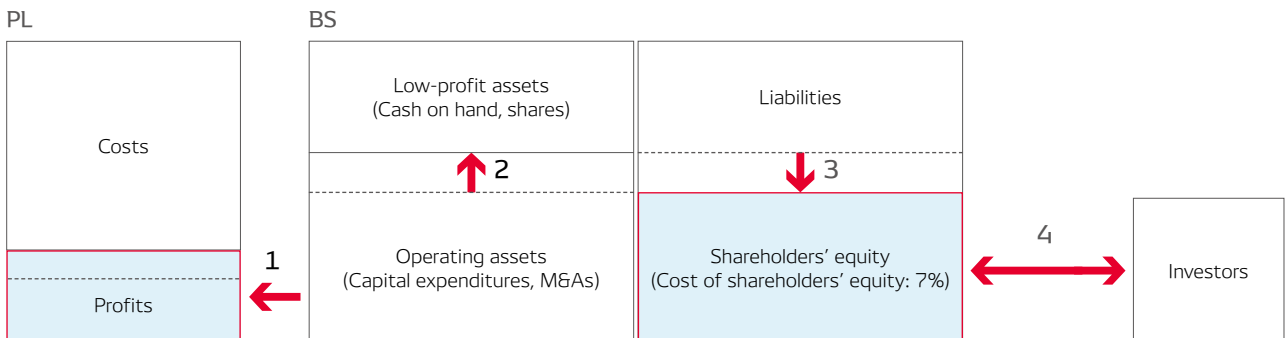 PL
BS
Costs
Profits
1
Low-profit assets
(Cash on hand, shares)
2
Operating assets
(Capital expenditures, M&As)
Liabilities
3
Shareholders’ equity
(Cost of shareholders’ equity: 7%)
4
Investors